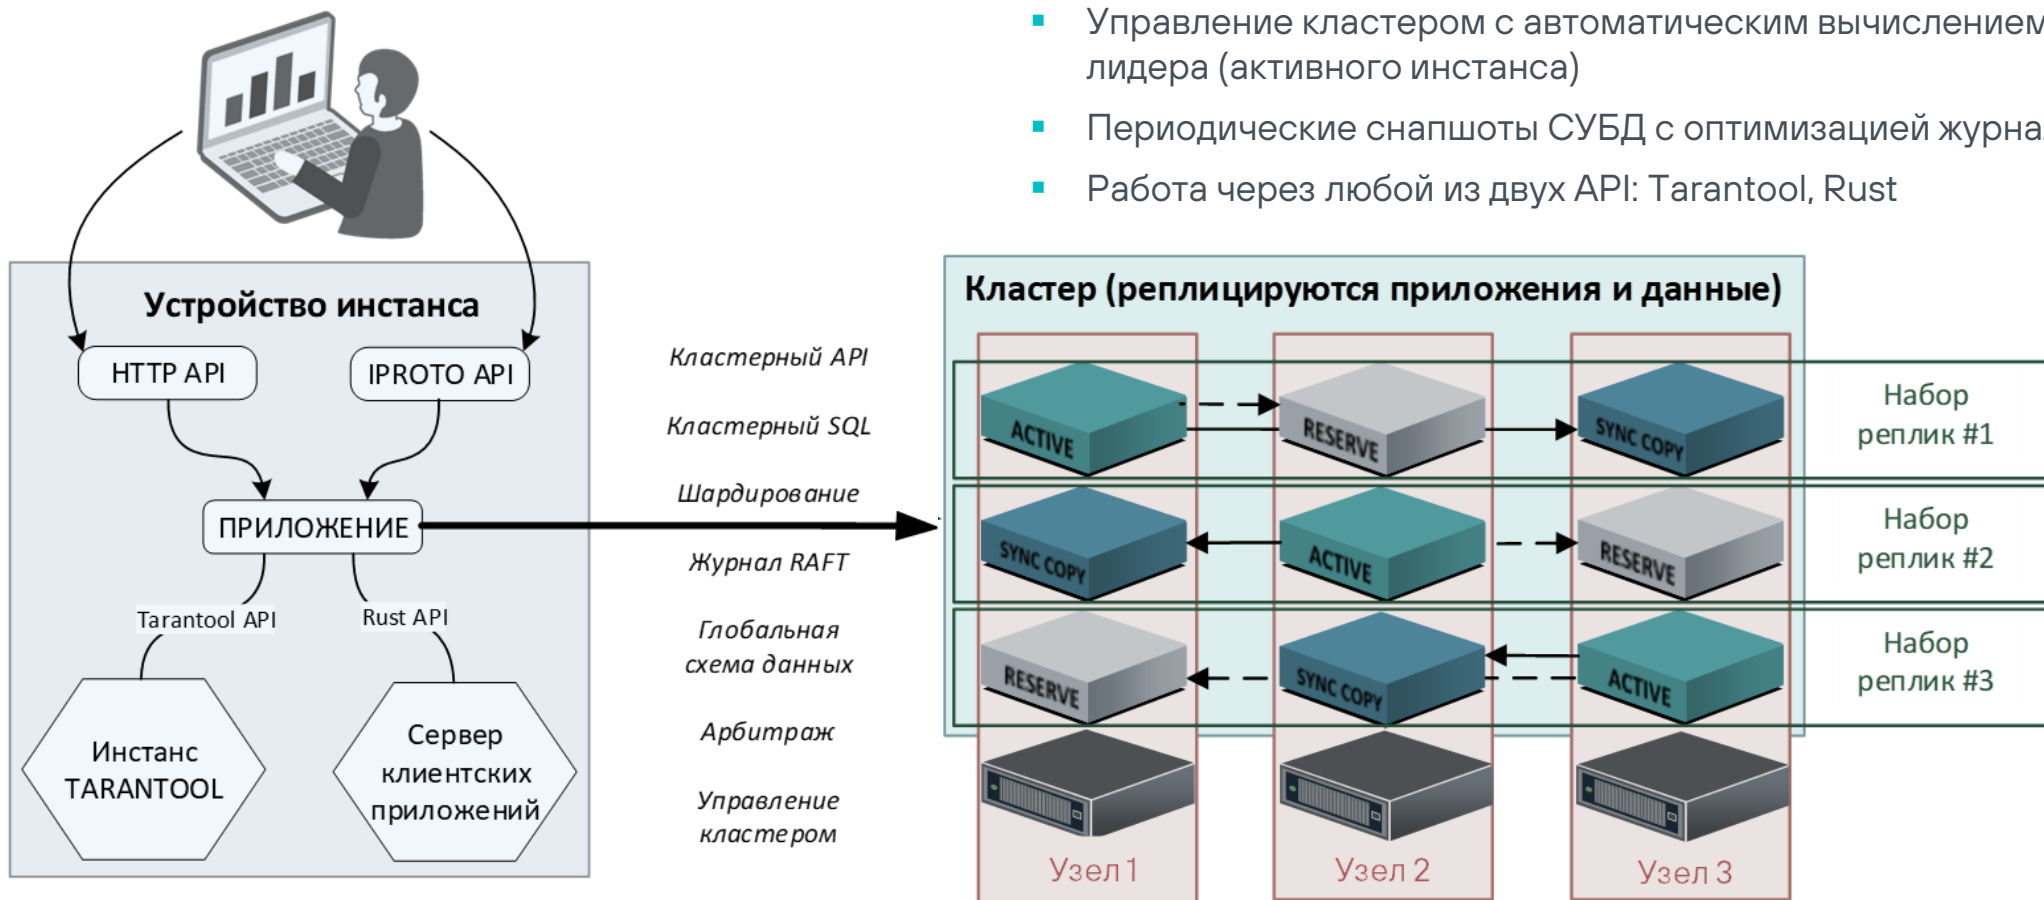 Управление кластером с автоматическим вычислением
лидера (активного инстанса)
Периодические снапшоты СУБД с оптимизацией
Работа через любой из двух API: Tarantool, Rust
Устройство инстанса
HTTP API
IPROTO API
ПРИЛОЖЕНИЕ
Tarantool API
Rust API
Инстанс
TARANTOOL
Сервер
клиентских
приложений
Кластерный API
Кластерный SQL
Шардирование
Журнал RAFT
Глобальная
схема данных
Арбитраж
Управление
кластером
Кластер (реплицируются приложения и данные)
ACTIVE
RESERVE
SYNC COPY
Набор
реплик #1
SYNC COPY
ACTIVE
RESERVE
Набор
реплик #2
RESERVE
SYNC COPY
ACTIVE
Набор
реплик #3
Узел 1
Узел 2
Узел 3